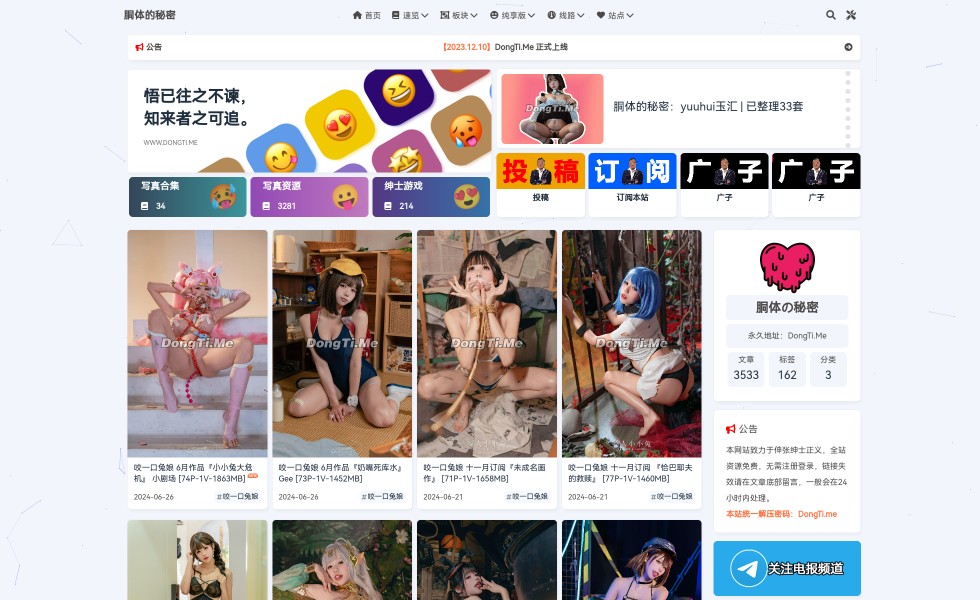 胴体的秘密
首页
速览
板块
纯享版
线路
站点
公告
【2023.12.10】DongTi.Me 正式上线
悟已往之不谏，
知来者之可追。
WWW.DONGTI.ME
DongTi.Me
胴体的秘密：yuuhui玉汇 | 已整理33套
写真合集
34
写真资源
3281
绅士游戏
214
投 稿
投稿
订 阅
订阅本站
广 子
广子
广 子
广子
DongTi.Me
咬一口兔娘 6月作品『小小兔大危
机』 小剧场 [74P-1V-1863MB]
2024-06-26
#咬一口兔娘
DongTi.Me
咬一口兔娘 6月作品『奶嘴死库水』
Gee [73P-1V-1452MB]
2024-06-26
#咬一口兔娘
DongTi.Me
咬一口兔娘 十一月订阅『未成名画
作』 [71P-1V-1658MB]
2024-06-21
#咬一口兔娘
DongTi.Me
咬一口兔娘 十一月订阅 『恰巴耶夫
的救赎』 [77P-1V-1460MB]
2024-06-21
#咬一口兔娘
胴体の秘密
永久地址：DongTi.Me
文章
3533
标签
162
分类
3
公告
本网站致力于伸张绅士正义，全站
资源免费，无需注册登录，链接失
效请在文章底部留言，一般会在24
小时内处理。
本站统一解压密码：DongTi.me
关注电报频道